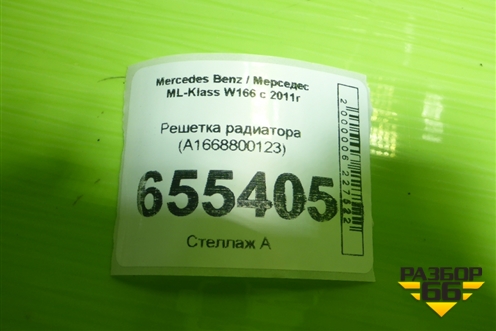 Mercedes Benz / Мерседес
ML-Klass W166 с 2011г
Решетка радиатора
(A1668800123)
655405
Стеллаж А
РАЗБОР
66